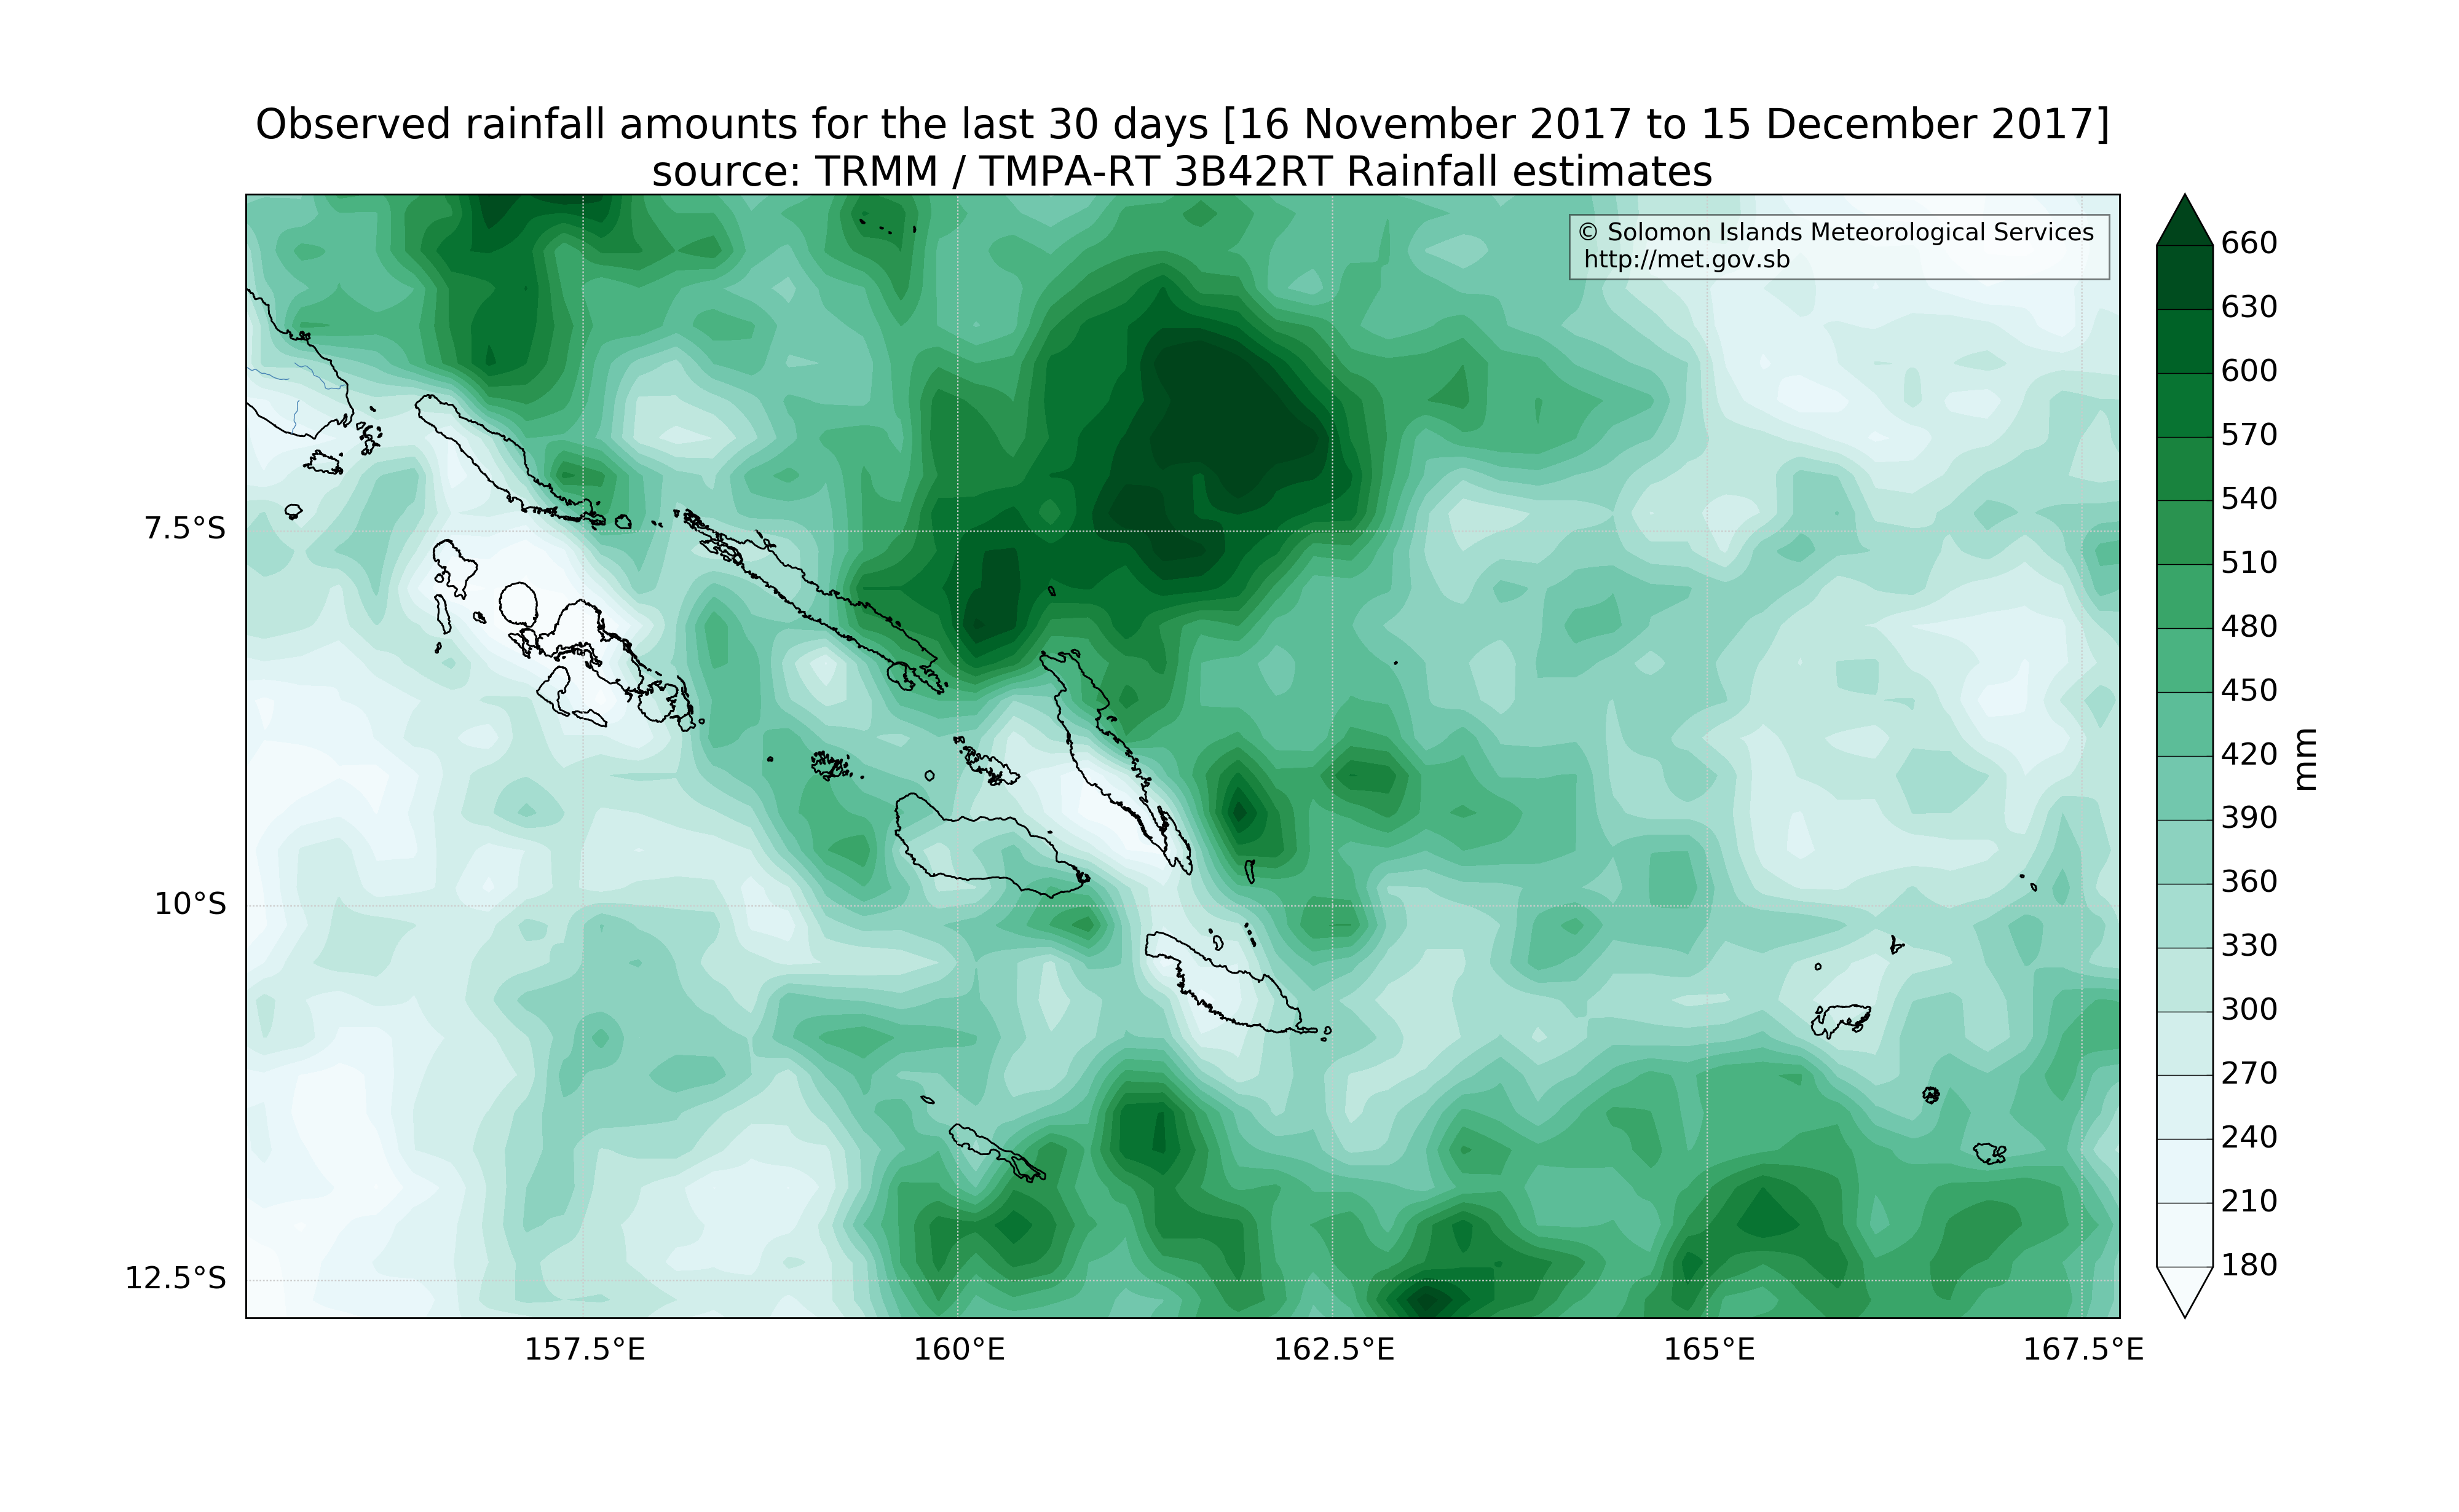 Observed rainfall amounts for the last 30 days [16 November 2017 to 15 December 2017]
source: TRMM / TMPA-RT 3B42RT Rainfall estimates
© Solomon Islands Meteorological Services
http://met.gov.sb
7.5°S
10°S
12.5°S
157.5°E
160°E
162.5°E
165°E
167.5°E
660
630
600
570
540
510
480
450
420
390
360
330
300
270
240
210
180
mm